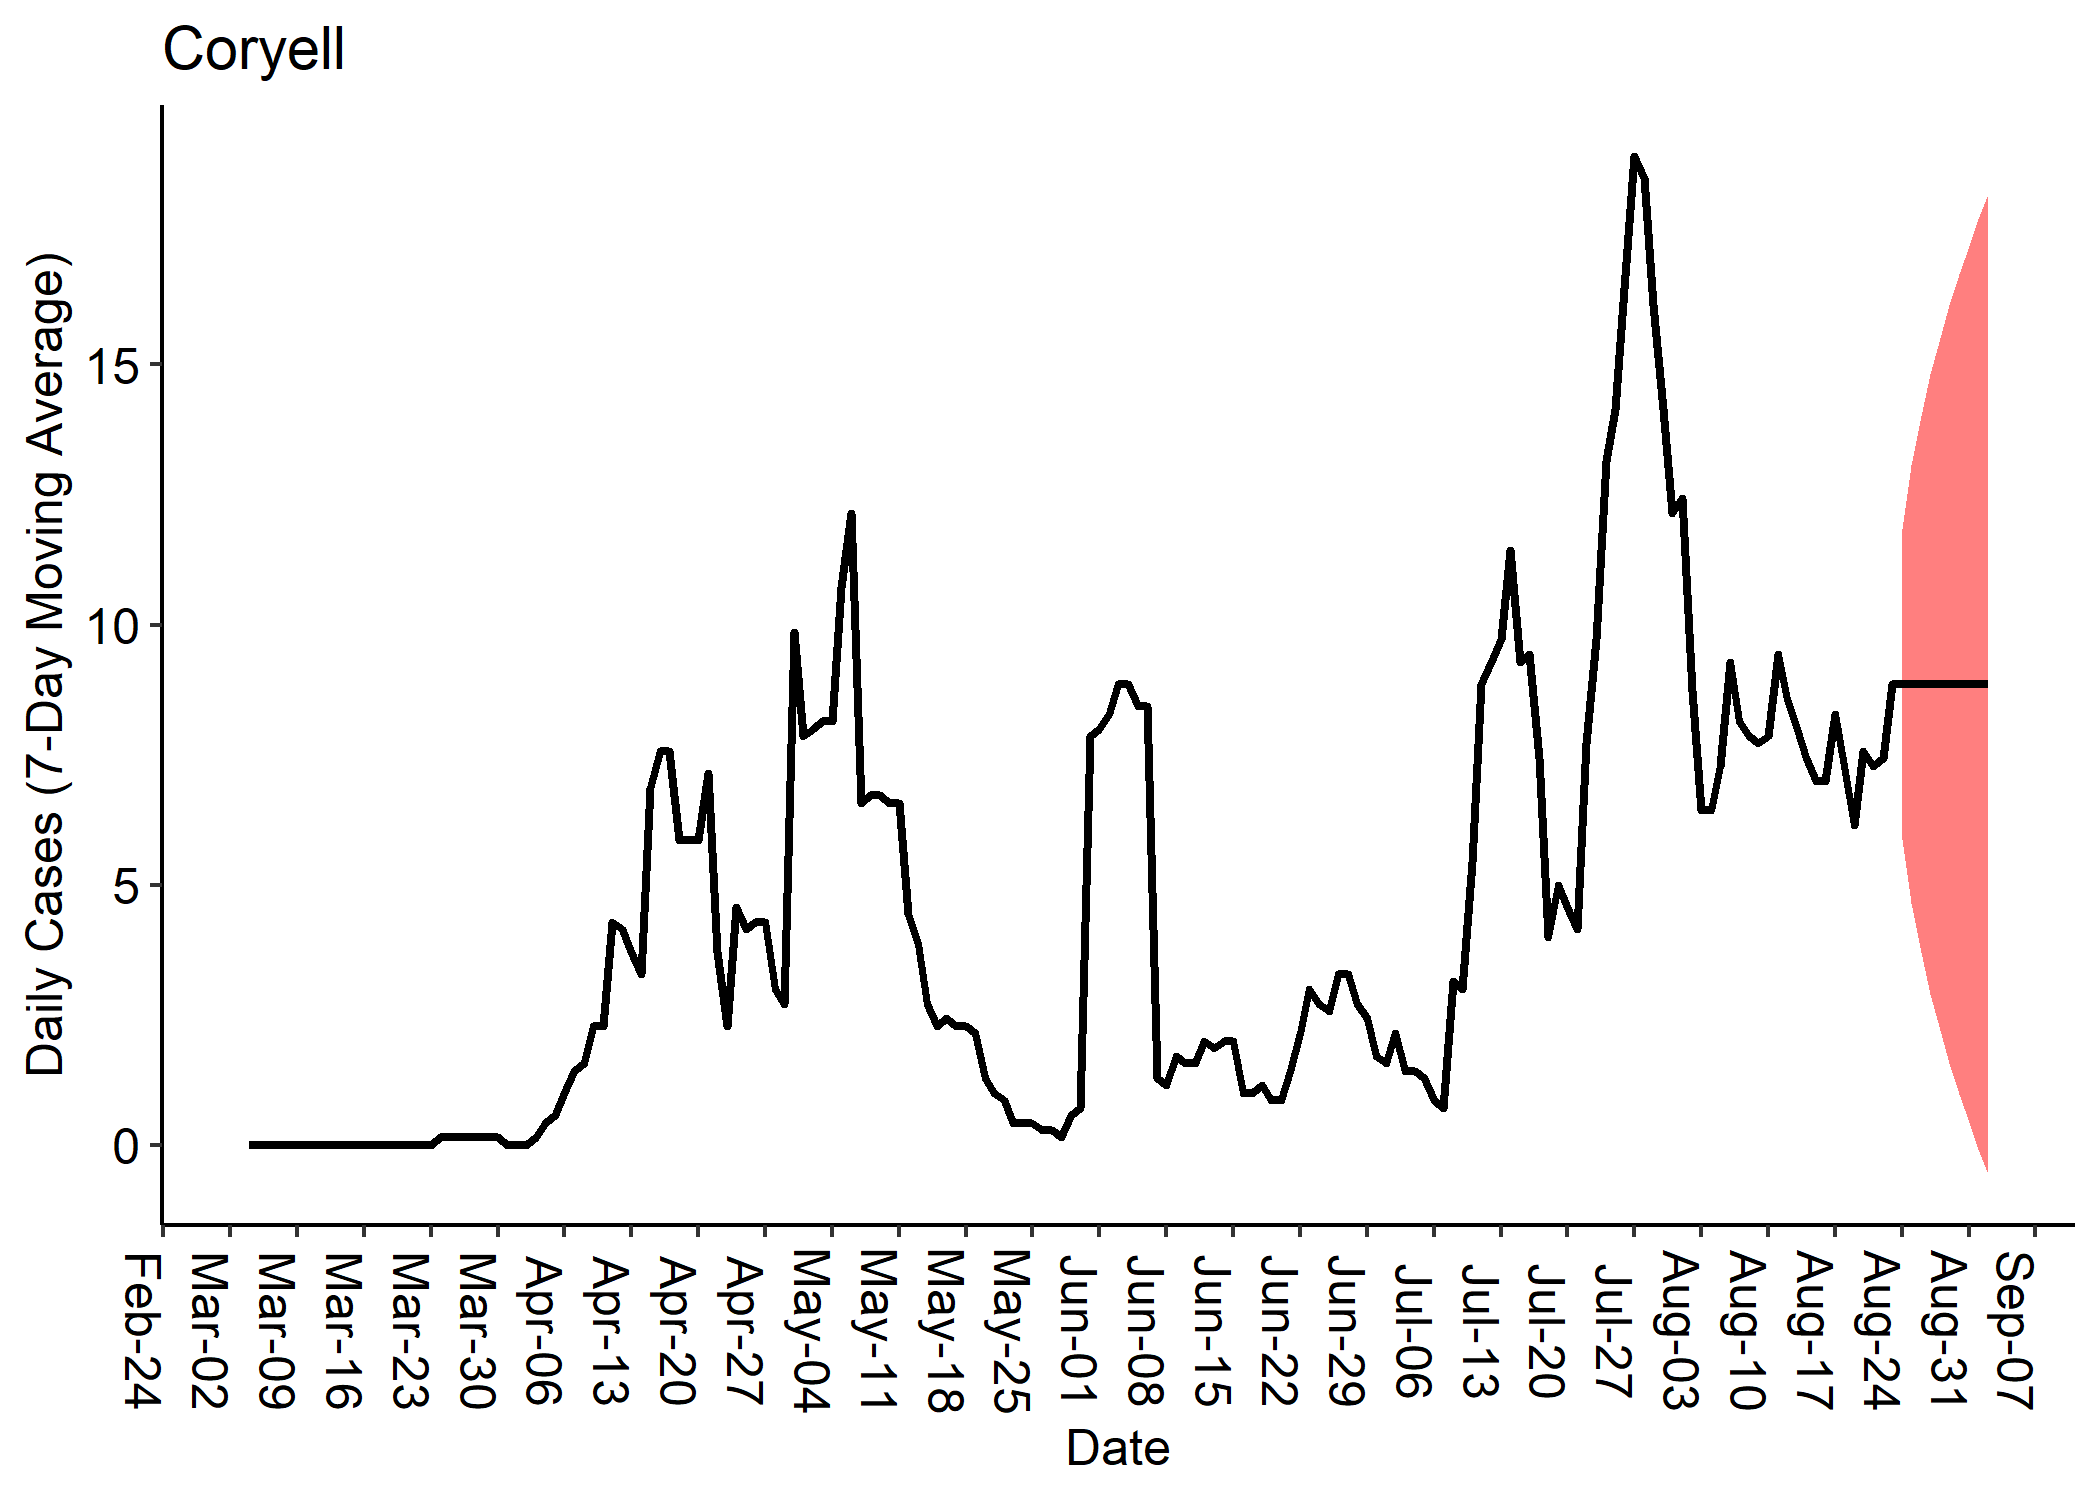 Coryell
Daily Cases (7-Day Moving Average)
15
10
5
0
Feb-24
Mar-02
Mar-09
Mar-16
Mar-23
Mar-30
Apr-06
Apr-13
Apr-20
Apr-27
May-04
May-11
May-18
May-25
Jun-01
Jun-08
Jun-15
Jun-22
Jun-29
Jul-06
Jul-13
Jul-20
Jul-27
Aug-03
Aug-10
Aug-17
Aug-24
Aug-31
Sep-07
Date